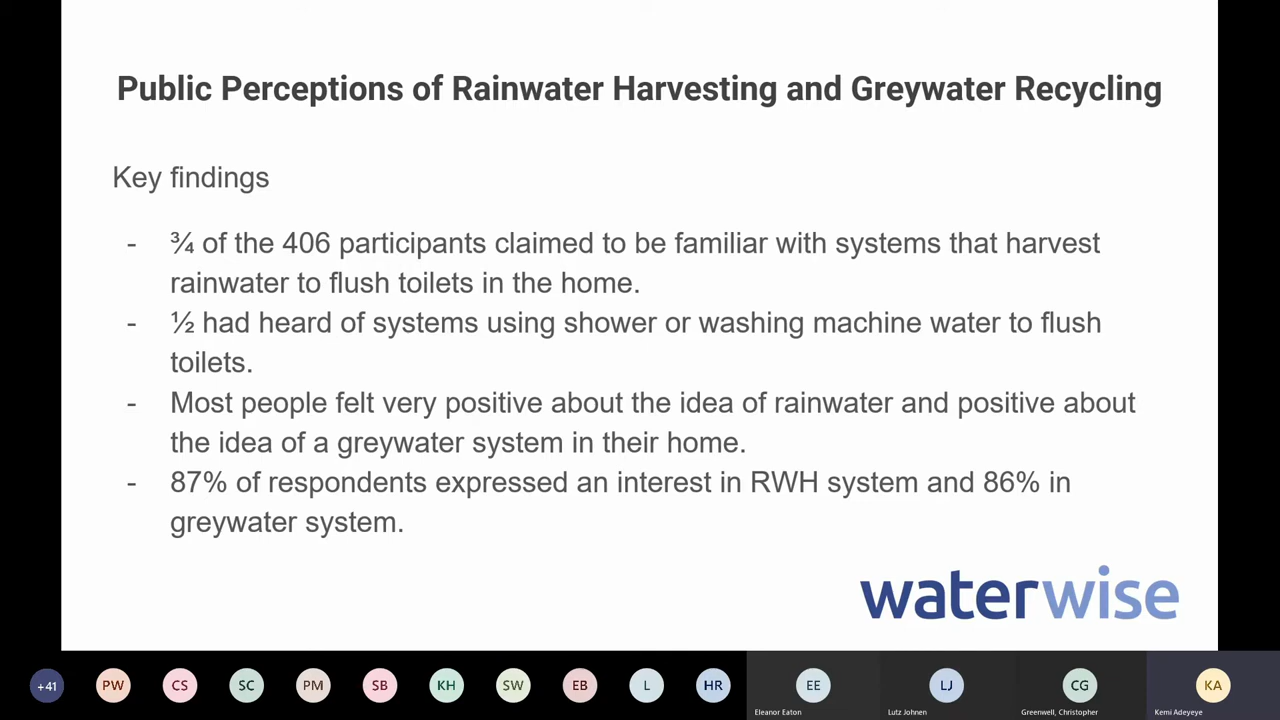 Public Perceptions of Rainwater Harvesting and Greywater Recycling
Key findings
- ¾ of the 406 participants claimed to be familiar with systems that harvest
rainwater to flush toilets in the home.
- ½ had heard of systems using shower or washing machine water to flush
toilets.
- Most people felt very positive about the idea of rainwater and positive about
the idea of a greywater system in their home.
- 87% of respondents expressed an interest in RWH system and 86% in
greywater system.
waterwise
+41 PW CS SC PM SB KH SW EB L HR EE LJ CG KA
Eleanor Eaton Lutz Johnen Greenwell, Christopher Kemi Adeyeye